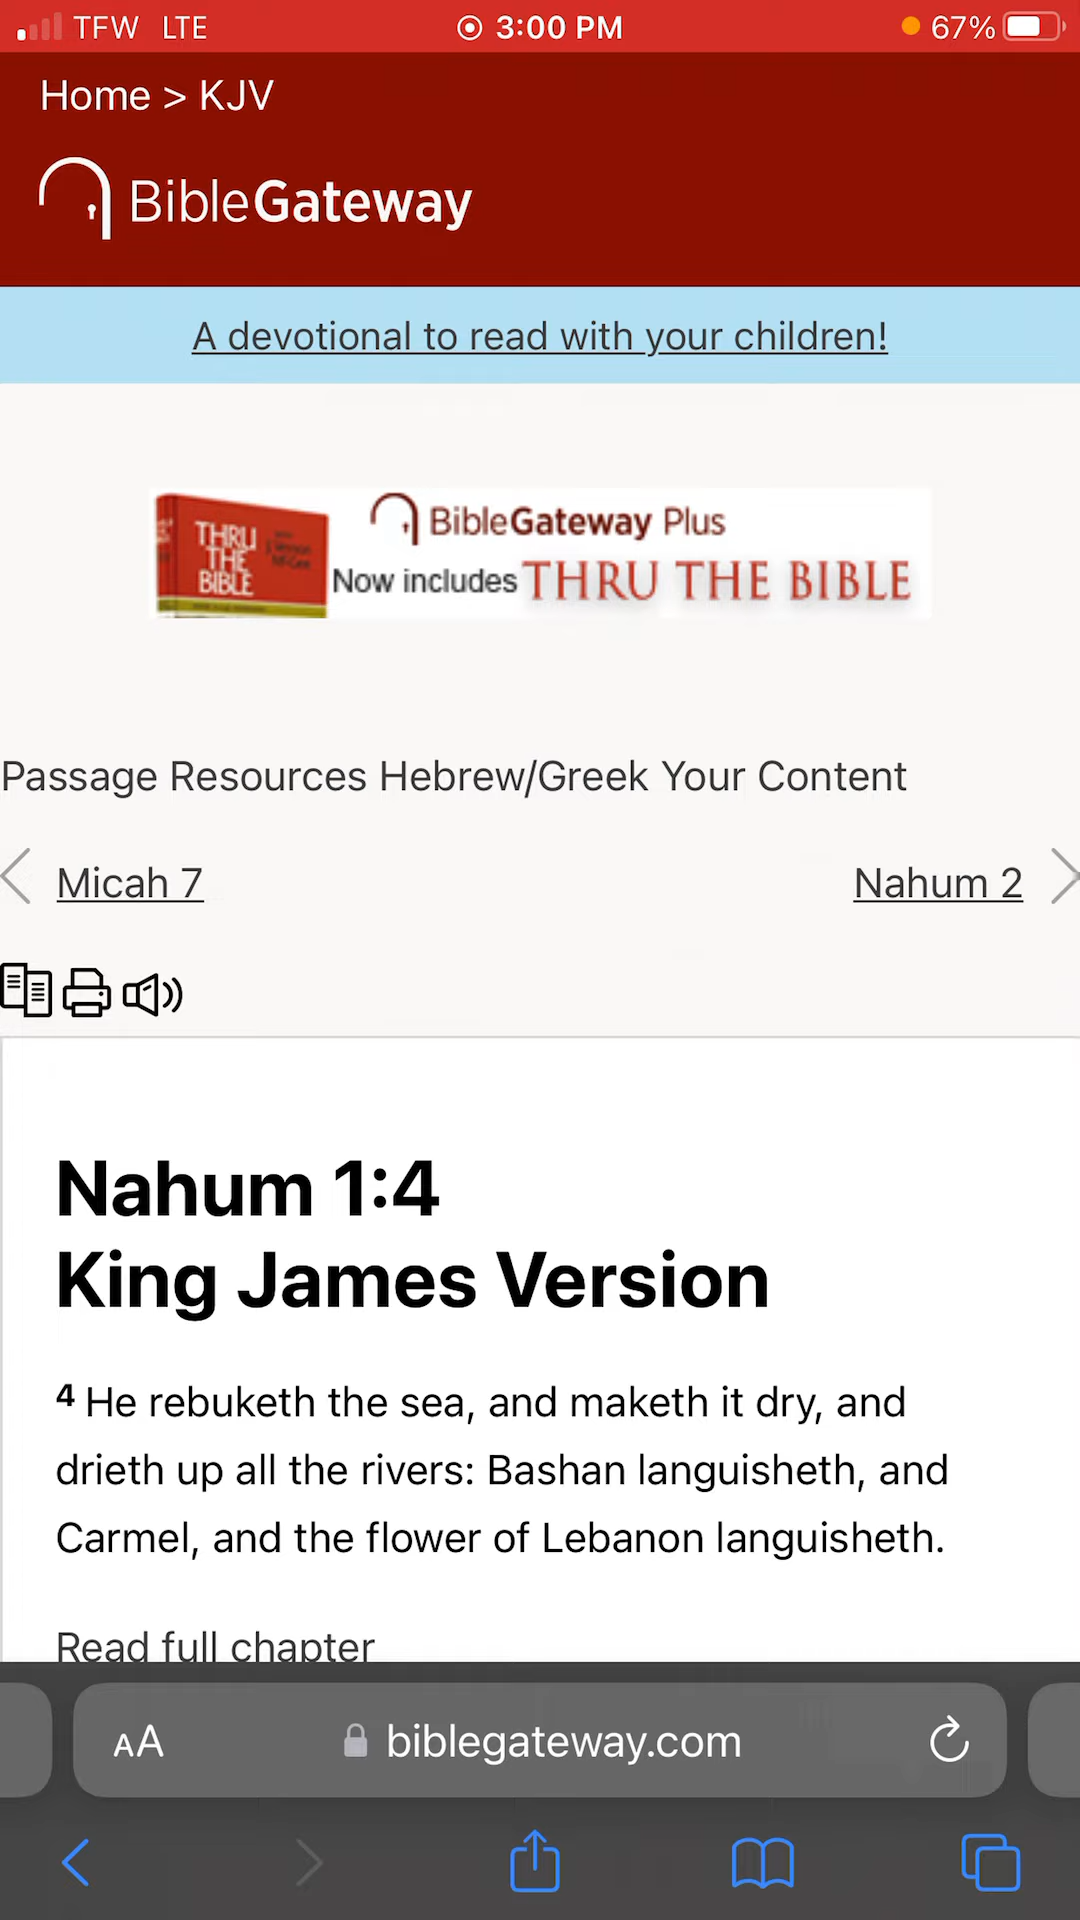 TFW LTE 3:00 PM 67%
Home > KJV
BibleGateway
A devotional to read with your children!
THRU
THE
BIBLE
BibleGateway Plus
Now includes THRU THE BIBLE
Passage Resources Hebrew/Greek Your Content
Micah 7 Nahum 2
Nahum 1:4
King James Version
4 He rebuketh the sea, and maketh it dry, and
drieth up all the rivers: Bashan languisheth, and
Carmel, and the flower of Lebanon languisheth.
Read full chapter
AA biblegateway.com